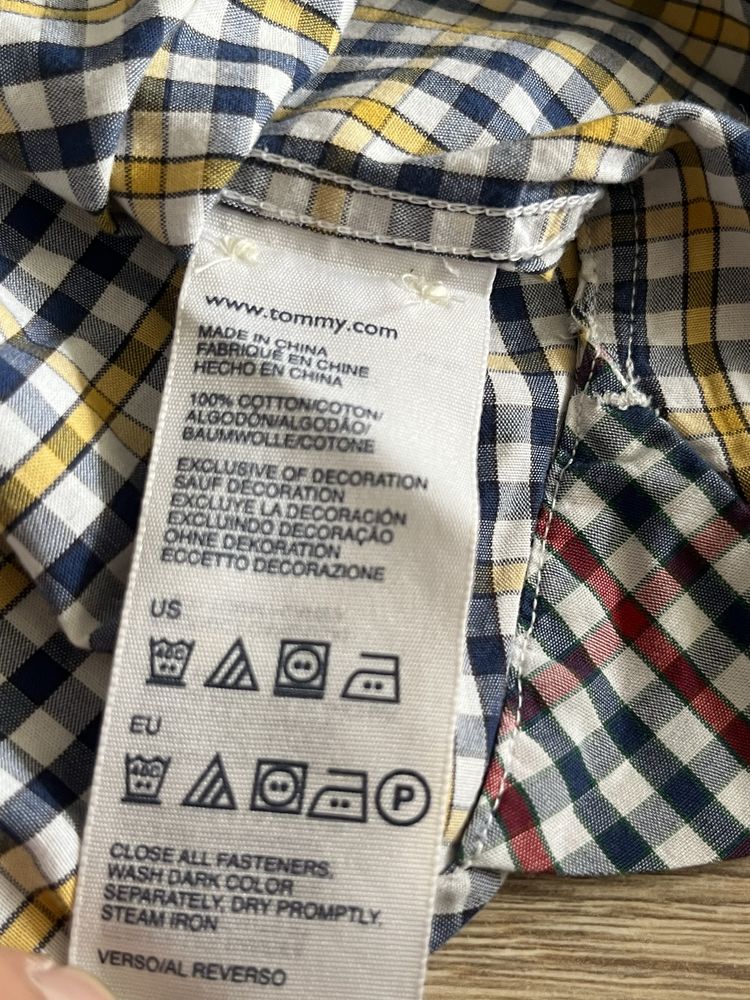 www.tommy.com
MADE IN CHINA
FABRIQUÉ EN CHINE
HECHO EN CHINA
100% COTTON/COTON/
ALGODÓN/ALGODÃO/
BAUMWOLLE/COTONE
EXCLUSIVE OF DECORATION
SAUF DÉCORATION
EXCLUYE LA DECORACIÓN
EXCLUINDO DECORAÇÃO
OHNE DEKORATION
ECCETTO DECORAZIONE
US
40C
EU
40C
P
CLOSE ALL FASTENERS,
WASH DARK COLOR
SEPARATELY, DRY PROMPTLY,
STEAM IRON
VERSO/AL REVERSO